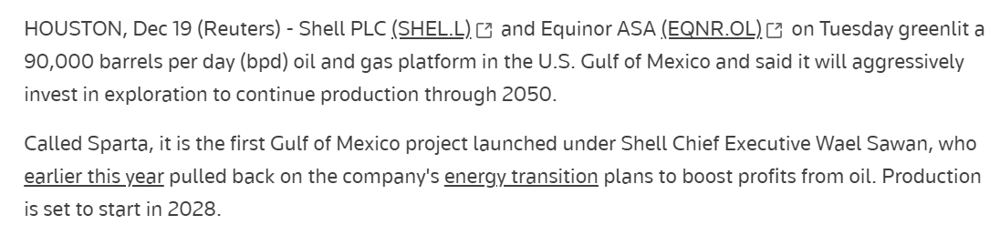 HOUSTON, Dec 19 (Reuters) - Shell PLC (SHEL.L) and Equinor ASA (EQNR.OL) on Tuesday greenlit a
90,000 barrels per day (bpd) oil and gas platform in the U.S. Gulf of Mexico and said it will aggressively
invest in exploration to continue production through 2050.
Called Sparta, it is the first Gulf of Mexico project launched under Shell Chief Executive Wael Sawan, who
earlier this year pulled back on the company's energy transition plans to boost profits from oil. Production
is set to start in 2028.